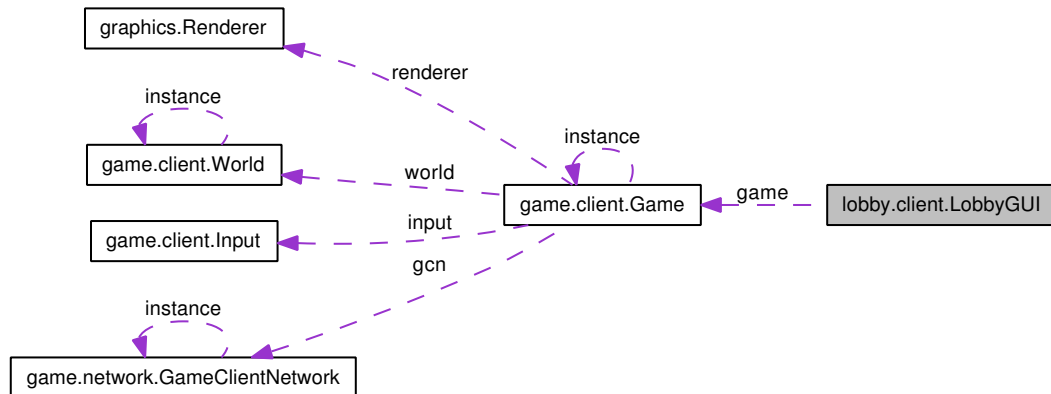 graphics.Renderer
renderer
instance
game.client.World
world
instance
game.client.Game
game
lobby.client.LobbyGUI
input
game.client.Input
gcn
instance
game.network.GameClientNetwork